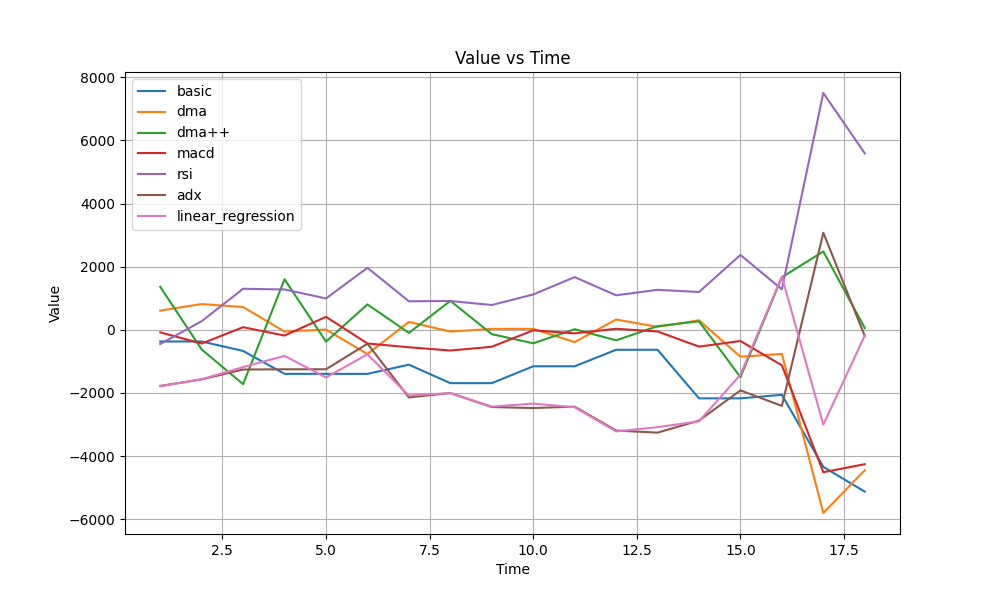 Value vs Time
8000
6000
4000
2000
0
−2000
−4000
−6000
Value
basic
dma
dma++
macd
rsi
adx
linear_regression
2.5 5.0 7.5 10.0 12.5 15.0 17.5
Time